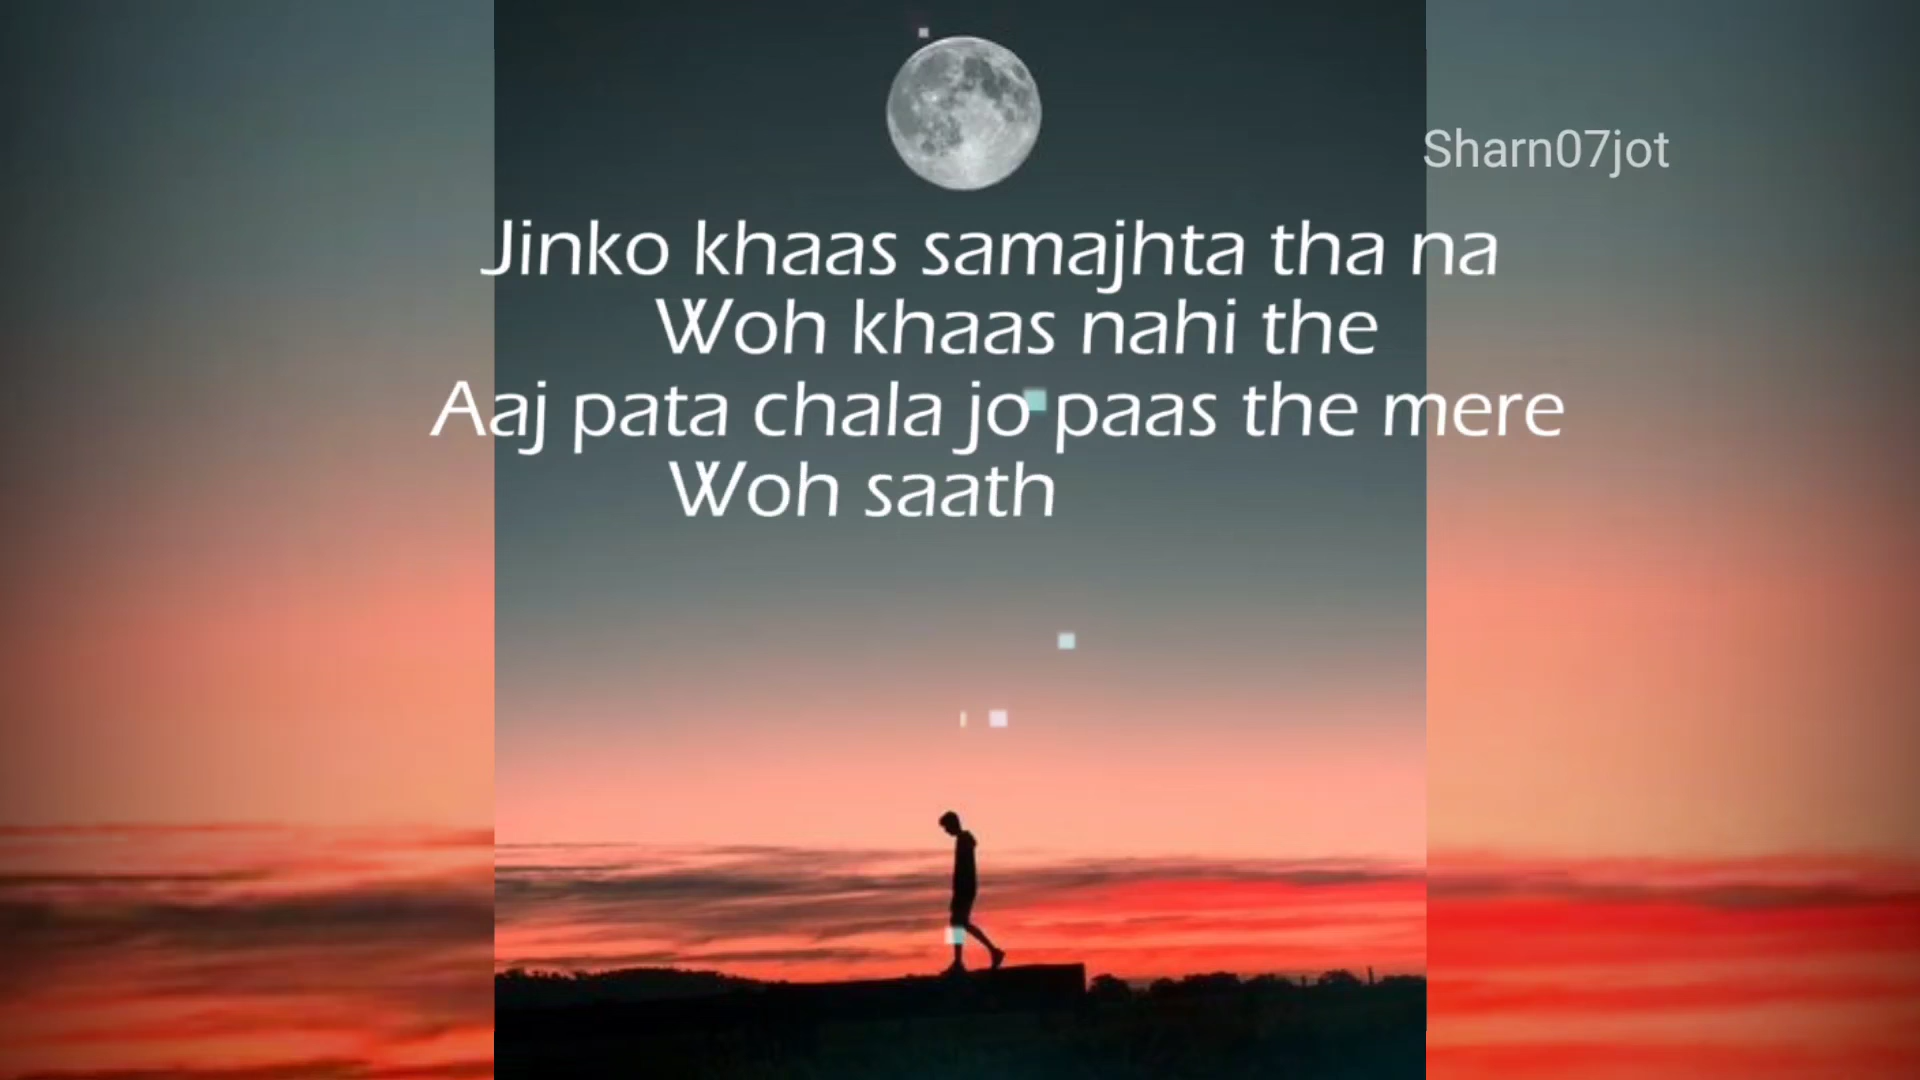 Sharn07jot
Jinko khaas samajhta tha na
Woh khaas nahi the
Aaj pata chala jo paas the mere
Woh saath